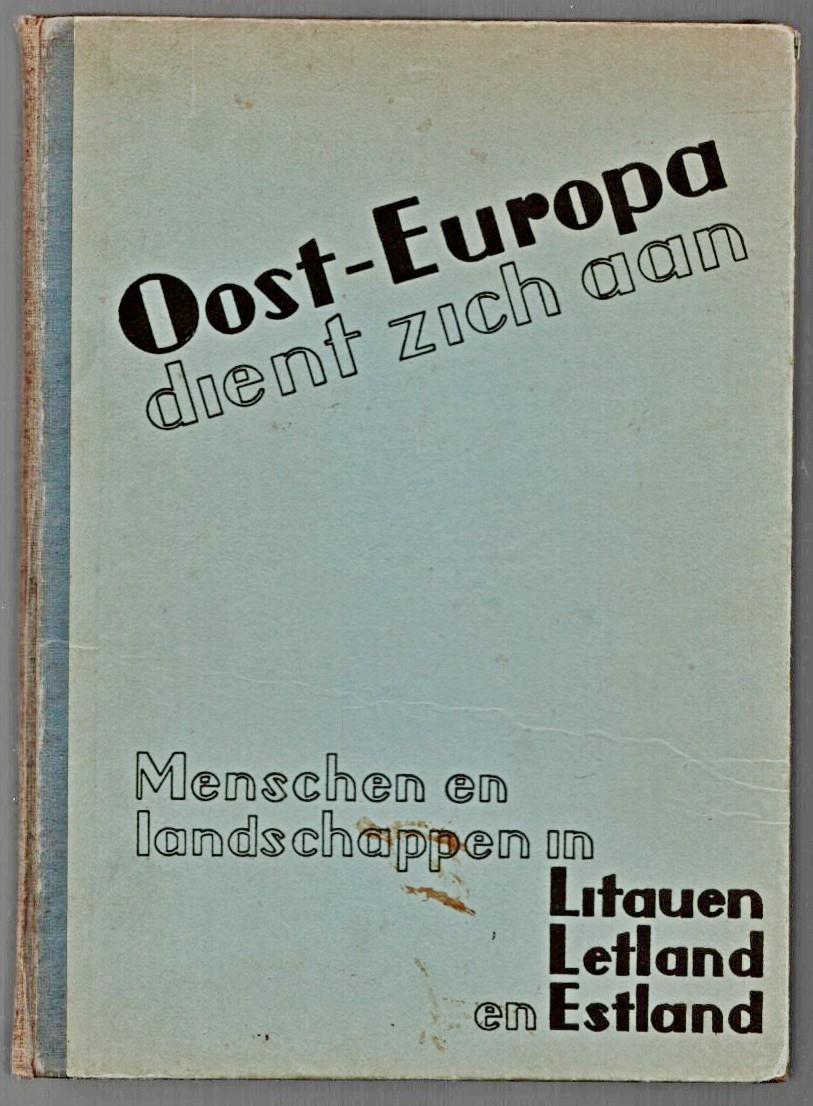 Oost-Europa
dient zich aan
Menschen en
landschappen in
Litauen
Letland
en Estland